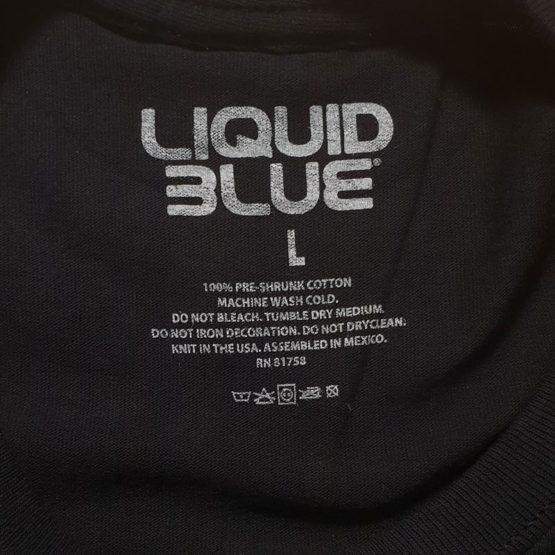 LIQUID
BLUE®
L
100% PRE-SHRUNK COTTON
MACHINE WASH COLD.
DO NOT BLEACH. TUMBLE DRY MEDIUM.
DO NOT IRON DECORATION. DO NOT DRYCLEAN.
KNIT IN THE USA. ASSEMBLED IN MEXICO.
RN 81758